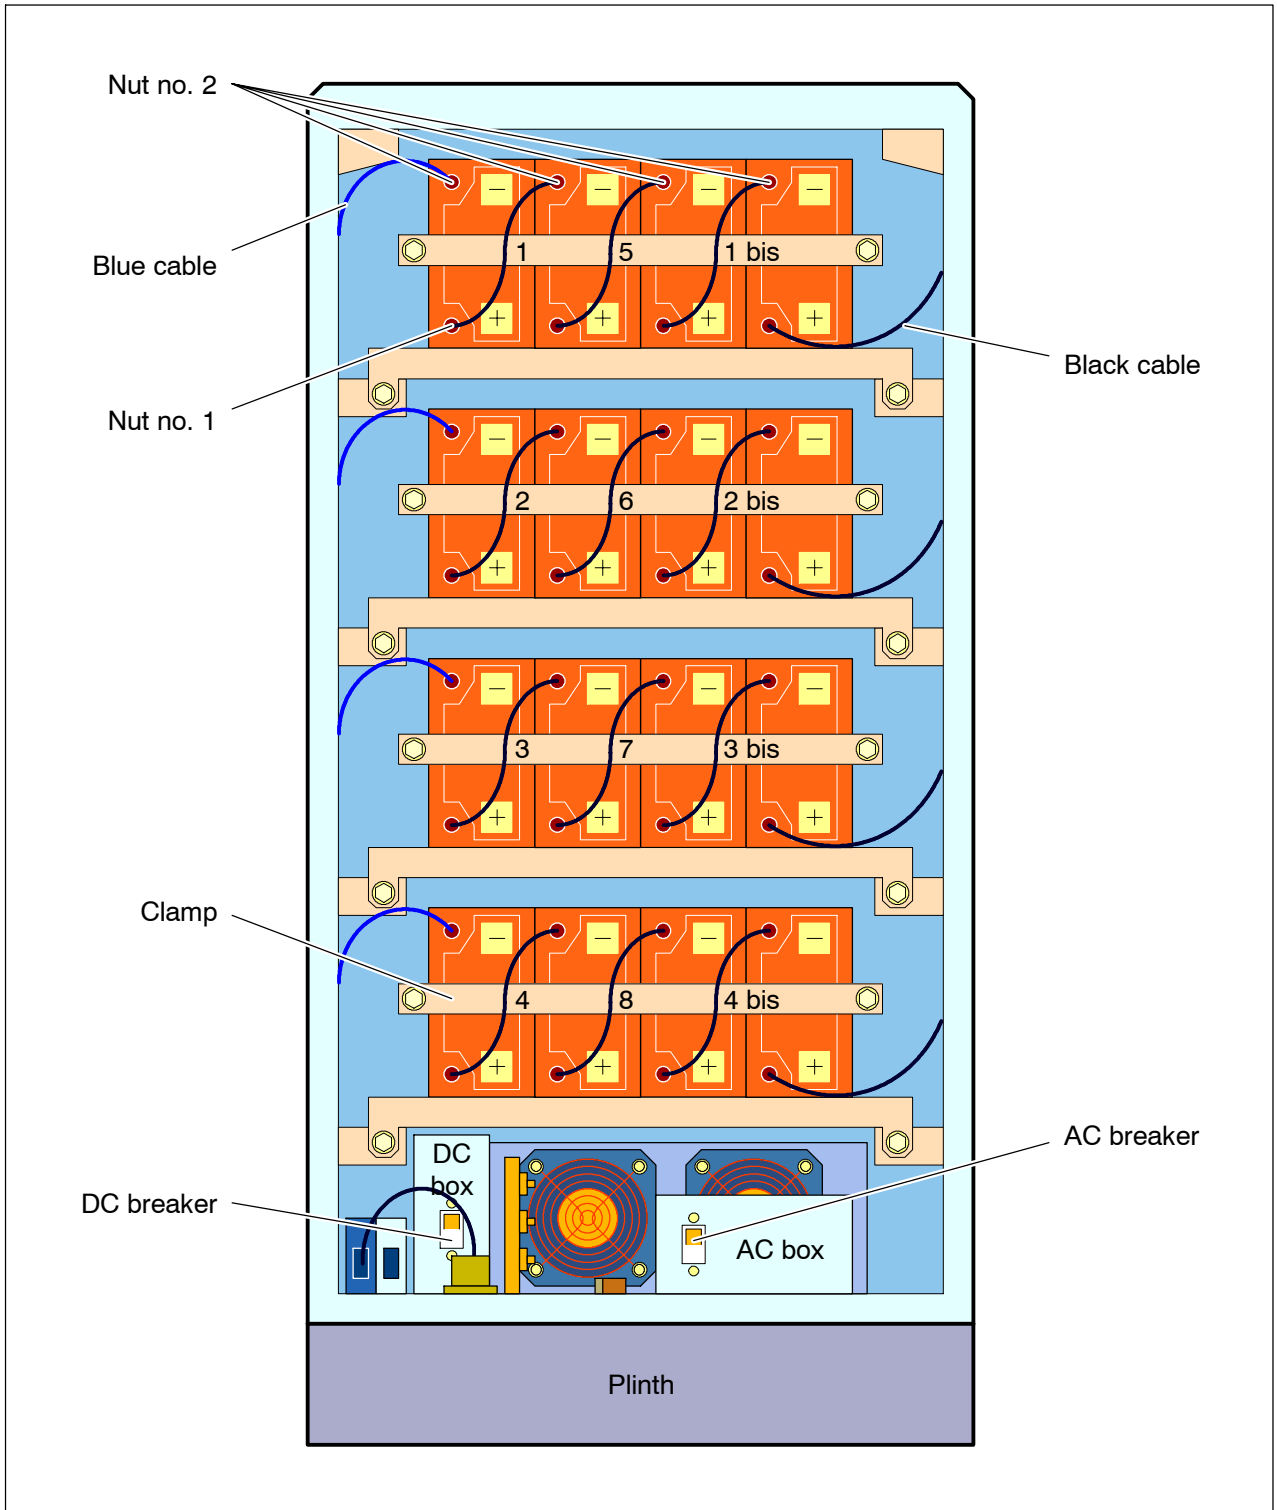 Nut no. 2
− − − −
Blue cable
1 5 1 bis
+ + + +
Black cable
Nut no. 1
− − − −
2 6 2 bis
+ + + +
− − − −
3 7 3 bis
+ + + +
Clamp
− − − −
4 8 4 bis
+ + + +
AC breaker
DC
box
DC breaker
AC box
Plinth